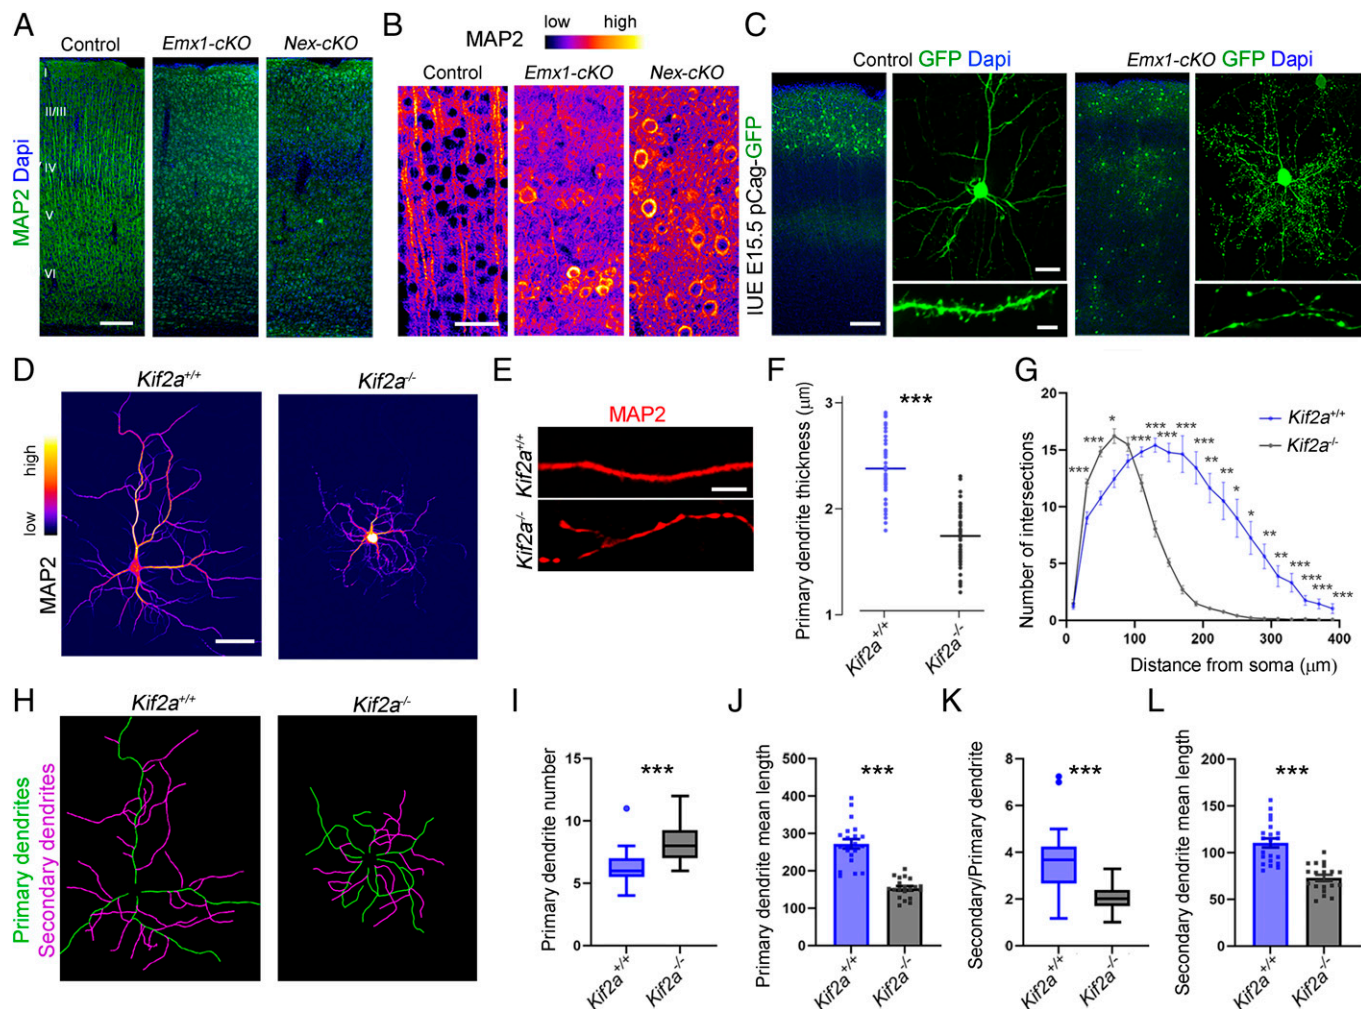 A
Control
Emx1-cKO
Nex-cKO
MAP2 Dapi
I
II/III
IV
V
VI
B
MAP2
low high
Control
Emx1-cKO
Nex-cKO
C
IUE E15.5 pCag-GFP
Control GFP Dapi
Emx1-cKO GFP Dapi
D
Kif2a+/+
Kif2a-/-
low high
MAP2
E
MAP2
Kif2a+/+
Kif2a-/-
F
Primary dendrite thickness (μm)
3
2
1
***
Kif2a+/+
Kif2a-/-
G
Number of intersections
20
15
10
5
0
0 100 200 300 400
Distance from soma (μm)
Kif2a+/+
Kif2a-/-
***
***
*
***
***
***
***
***
**
**
*
*
**
**
***
***
***
***
H
Kif2a+/+
Kif2a-/-
Primary dendrites
Secondary dendrites
I
Primary dendrite number
15
10
5
0
***
Kif2a+/+
Kif2a-/-
J
Primary dendrite mean length
500
400
300
200
100
0
***
Kif2a+/+
Kif2a-/-
K
Secondary/Primary dendrite
8
6
4
2
0
***
Kif2a+/+
Kif2a-/-
L
Secondary dendrite mean length
200
150
100
50
0
***
Kif2a+/+
Kif2a-/-